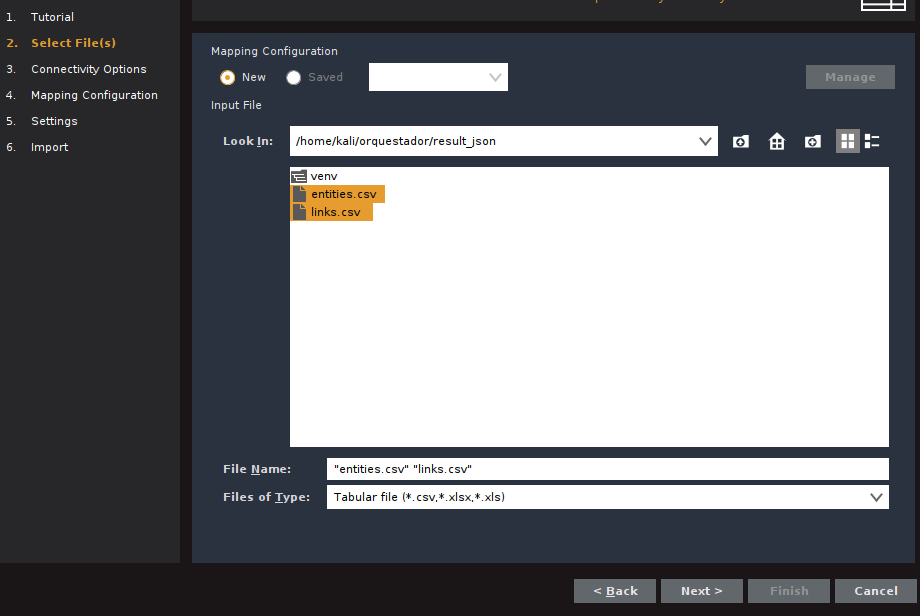 1. Tutorial
2. Select File(s)
3. Connectivity Options
4. Mapping Configuration
5. Settings
6. Import
Mapping Configuration
New Saved
Manage
Input File
Look In: /home/kali/orquestador/result_json
venv
entities.csv
links.csv
File Name: "entities.csv" "links.csv"
Files of Type: Tabular file (*.csv,*.xlsx,*.xls)
< Back Next > Finish Cancel